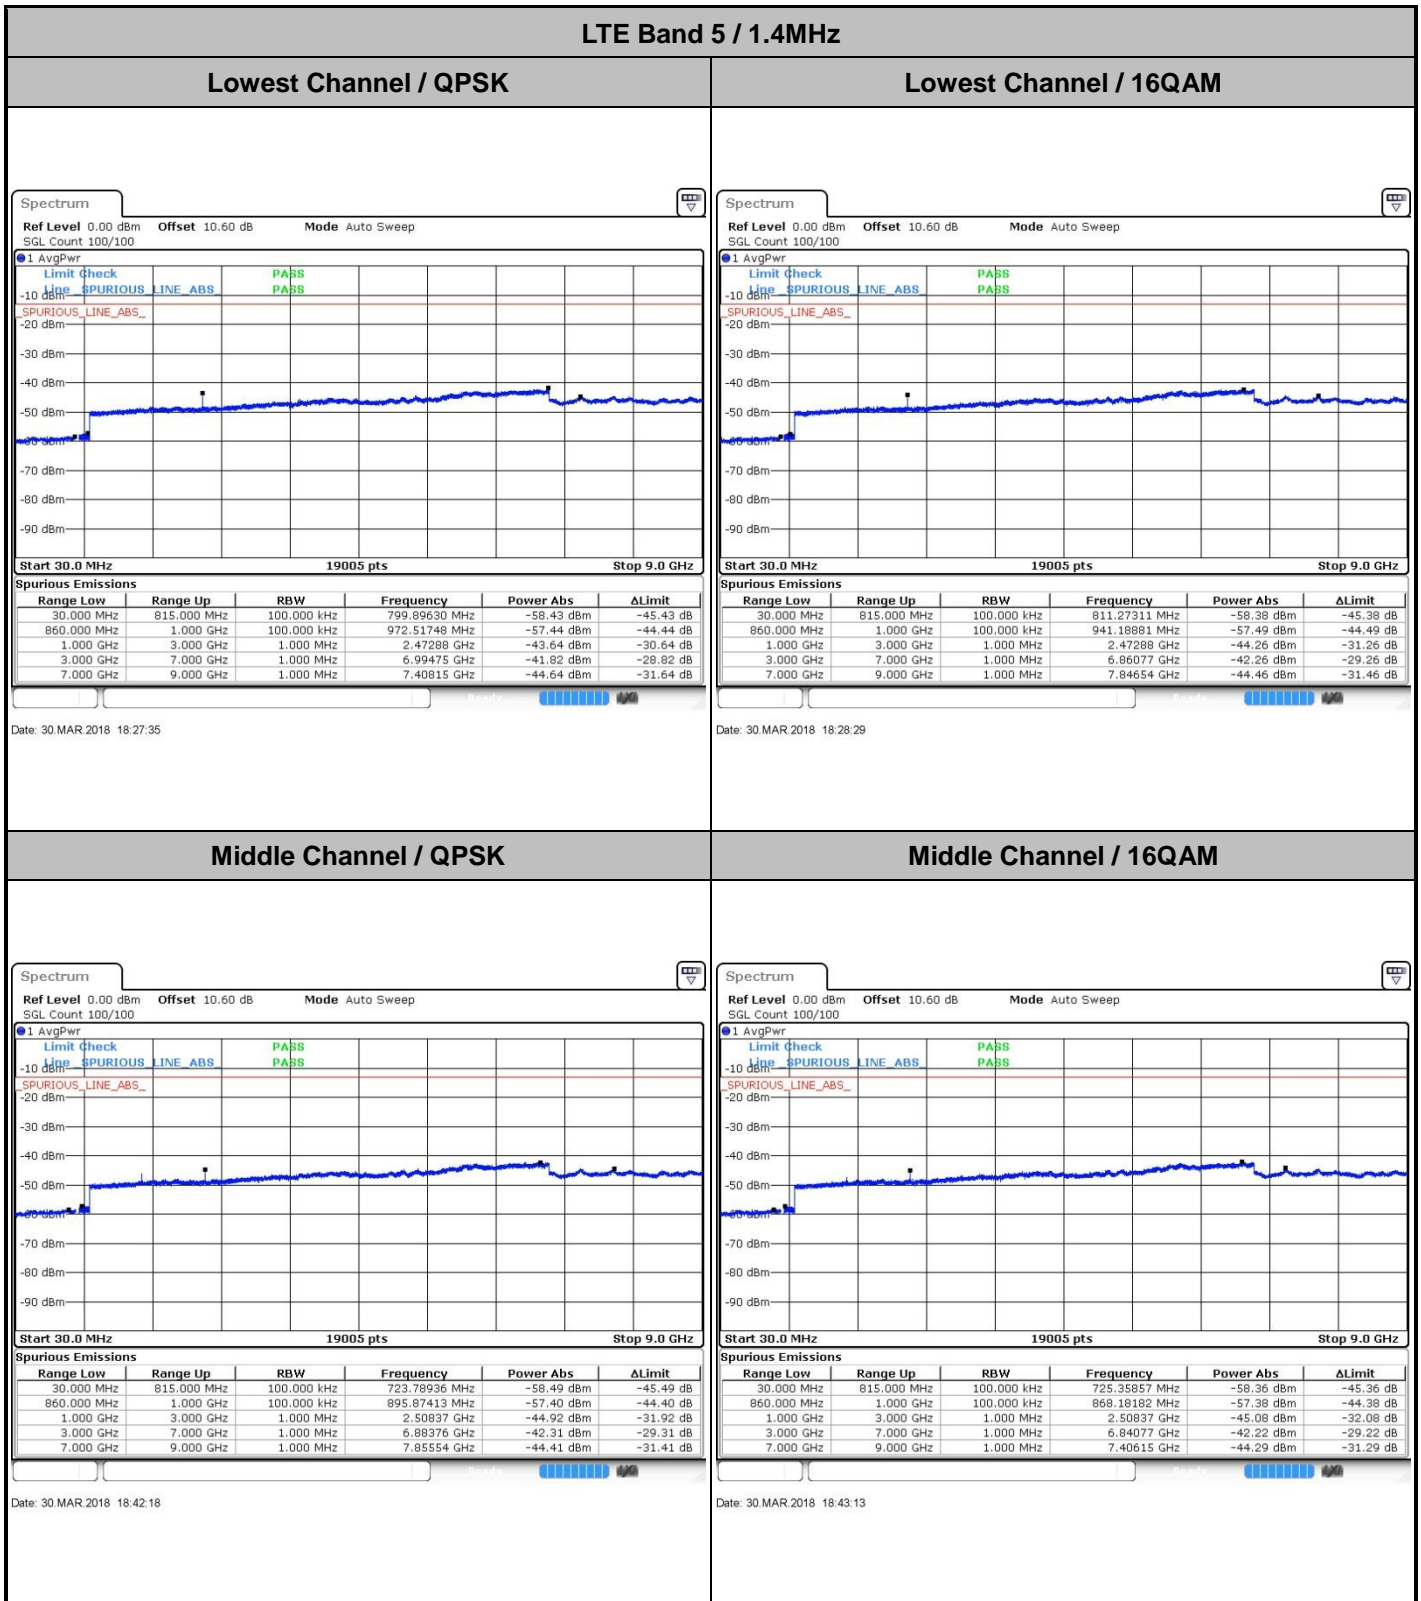 LTE Band 5 / 1.4MHz
Lowest Channel / QPSK
Lowest Channel / 16QAM
Spectrum
Ref Level 0.00 dBm Offset 10.60 dB Mode Auto Sweep
SGL Count 100/100
1 AvgPwr
Limit Check PASS
Line _SPURIOUS_LINE_ABS_ PASS
-10 dBm
_SPURIOUS_LINE_ABS_
-20 dBm
-30 dBm
-40 dBm
-50 dBm
-60 dBm
-70 dBm
-80 dBm
-90 dBm
Start 30.0 MHz 19005 pts Stop 9.0 GHz
Spurious Emissions
Range Low Range Up RBW Frequency Power Abs ΔLimit
30.000 MHz 815.000 MHz 100.000 kHz 799.89630 MHz -58.43 dBm -45.43 dB
860.000 MHz 1.000 GHz 100.000 kHz 972.51748 MHz -57.44 dBm -44.44 dB
1.000 GHz 3.000 GHz 1.000 MHz 2.47288 GHz -43.64 dBm -30.64 dB
3.000 GHz 7.000 GHz 1.000 MHz 6.99475 GHz -41.82 dBm -28.82 dB
7.000 GHz 9.000 GHz 1.000 MHz 7.40815 GHz -44.64 dBm -31.64 dB
Date: 30.MAR.2018 18:27:35
Spectrum
Ref Level 0.00 dBm Offset 10.60 dB Mode Auto Sweep
SGL Count 100/100
1 AvgPwr
Limit Check PASS
Line _SPURIOUS_LINE_ABS_ PASS
-10 dBm
_SPURIOUS_LINE_ABS_
-20 dBm
-30 dBm
-40 dBm
-50 dBm
-60 dBm
-70 dBm
-80 dBm
-90 dBm
Start 30.0 MHz 19005 pts Stop 9.0 GHz
Spurious Emissions
Range Low Range Up RBW Frequency Power Abs ΔLimit
30.000 MHz 815.000 MHz 100.000 kHz 811.27311 MHz -58.38 dBm -45.38 dB
860.000 MHz 1.000 GHz 100.000 kHz 941.18881 MHz -57.49 dBm -44.49 dB
1.000 GHz 3.000 GHz 1.000 MHz 2.47288 GHz -44.26 dBm -31.26 dB
3.000 GHz 7.000 GHz 1.000 MHz 6.86077 GHz -42.26 dBm -29.26 dB
7.000 GHz 9.000 GHz 1.000 MHz 7.84654 GHz -44.46 dBm -31.46 dB
Date: 30.MAR.2018 18:28:29
Middle Channel / QPSK
Middle Channel / 16QAM
Spectrum
Ref Level 0.00 dBm Offset 10.60 dB Mode Auto Sweep
SGL Count 100/100
1 AvgPwr
Limit Check PASS
Line _SPURIOUS_LINE_ABS_ PASS
-10 dBm
_SPURIOUS_LINE_ABS_
-20 dBm
-30 dBm
-40 dBm
-50 dBm
-60 dBm
-70 dBm
-80 dBm
-90 dBm
Start 30.0 MHz 19005 pts Stop 9.0 GHz
Spurious Emissions
Range Low Range Up RBW Frequency Power Abs ΔLimit
30.000 MHz 815.000 MHz 100.000 kHz 723.78936 MHz -58.49 dBm -45.49 dB
860.000 MHz 1.000 GHz 100.000 kHz 895.87413 MHz -57.40 dBm -44.40 dB
1.000 GHz 3.000 GHz 1.000 MHz 2.50837 GHz -44.92 dBm -31.92 dB
3.000 GHz 7.000 GHz 1.000 MHz 6.88376 GHz -42.31 dBm -29.31 dB
7.000 GHz 9.000 GHz 1.000 MHz 7.85554 GHz -44.41 dBm -31.41 dB
Date: 30.MAR.2018 18:42:18
Spectrum
Ref Level 0.00 dBm Offset 10.60 dB Mode Auto Sweep
SGL Count 100/100
1 AvgPwr
Limit Check PASS
Line _SPURIOUS_LINE_ABS_ PASS
-10 dBm
_SPURIOUS_LINE_ABS_
-20 dBm
-30 dBm
-40 dBm
-50 dBm
-60 dBm
-70 dBm
-80 dBm
-90 dBm
Start 30.0 MHz 19005 pts Stop 9.0 GHz
Spurious Emissions
Range Low Range Up RBW Frequency Power Abs ΔLimit
30.000 MHz 815.000 MHz 100.000 kHz 725.35857 MHz -58.36 dBm -45.36 dB
860.000 MHz 1.000 GHz 100.000 kHz 868.18182 MHz -57.38 dBm -44.38 dB
1.000 GHz 3.000 GHz 1.000 MHz 2.50837 GHz -45.08 dBm -32.08 dB
3.000 GHz 7.000 GHz 1.000 MHz 6.84077 GHz -42.22 dBm -29.22 dB
7.000 GHz 9.000 GHz 1.000 MHz 7.40615 GHz -44.29 dBm -31.29 dB
Date: 30.MAR.2018 18:43:13